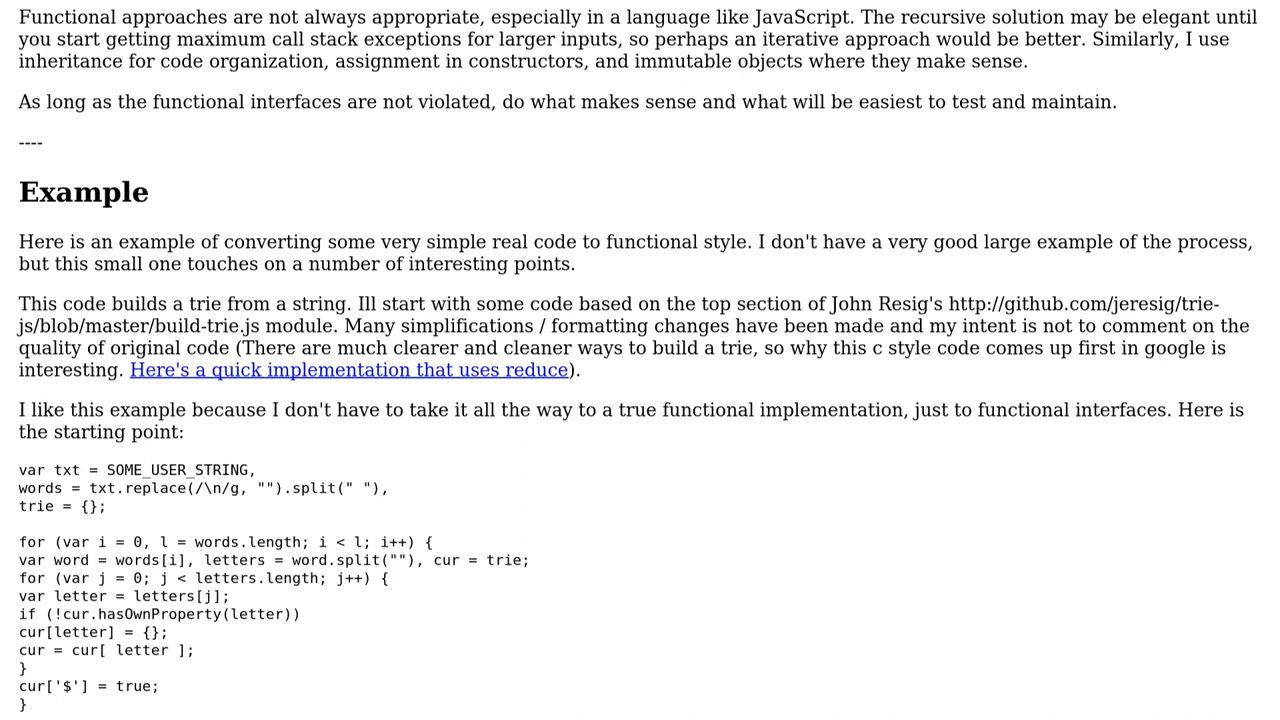 Functional approaches are not always appropriate, especially in a language like JavaScript. The recursive solution may be elegant until
you start getting maximum call stack exceptions for larger inputs, so perhaps an iterative approach would be better. Similarly, I use
inheritance for code organization, assignment in constructors, and immutable objects where they make sense.
As long as the functional interfaces are not violated, do what makes sense and what will be easiest to test and maintain.
----
Example
Here is an example of converting some very simple real code to functional style. I don't have a very good large example of the process,
but this small one touches on a number of interesting points.
This code builds a trie from a string. Ill start with some code based on the top section of John Resig's http://github.com/jeresig/trie-
js/blob/master/build-trie.js module. Many simplifications / formatting changes have been made and my intent is not to comment on the
quality of original code (There are much clearer and cleaner ways to build a trie, so why this c style code comes up first in google is
interesting. Here's a quick implementation that uses reduce).
I like this example because I don't have to take it all the way to a true functional implementation, just to functional interfaces. Here is
the starting point:
var txt = SOME_USER_STRING,
words = txt.replace(/\n/g, "").split(" "),
trie = {};
for (var i = 0, l = words.length; i < l; i++) {
var word = words[i], letters = word.split(""), cur = trie;
for (var j = 0; j < letters.length; j++) {
var letter = letters[j];
if (!cur.hasOwnProperty(letter))
cur[letter] = {};
cur = cur[ letter ];
}
cur['$'] = true;
}